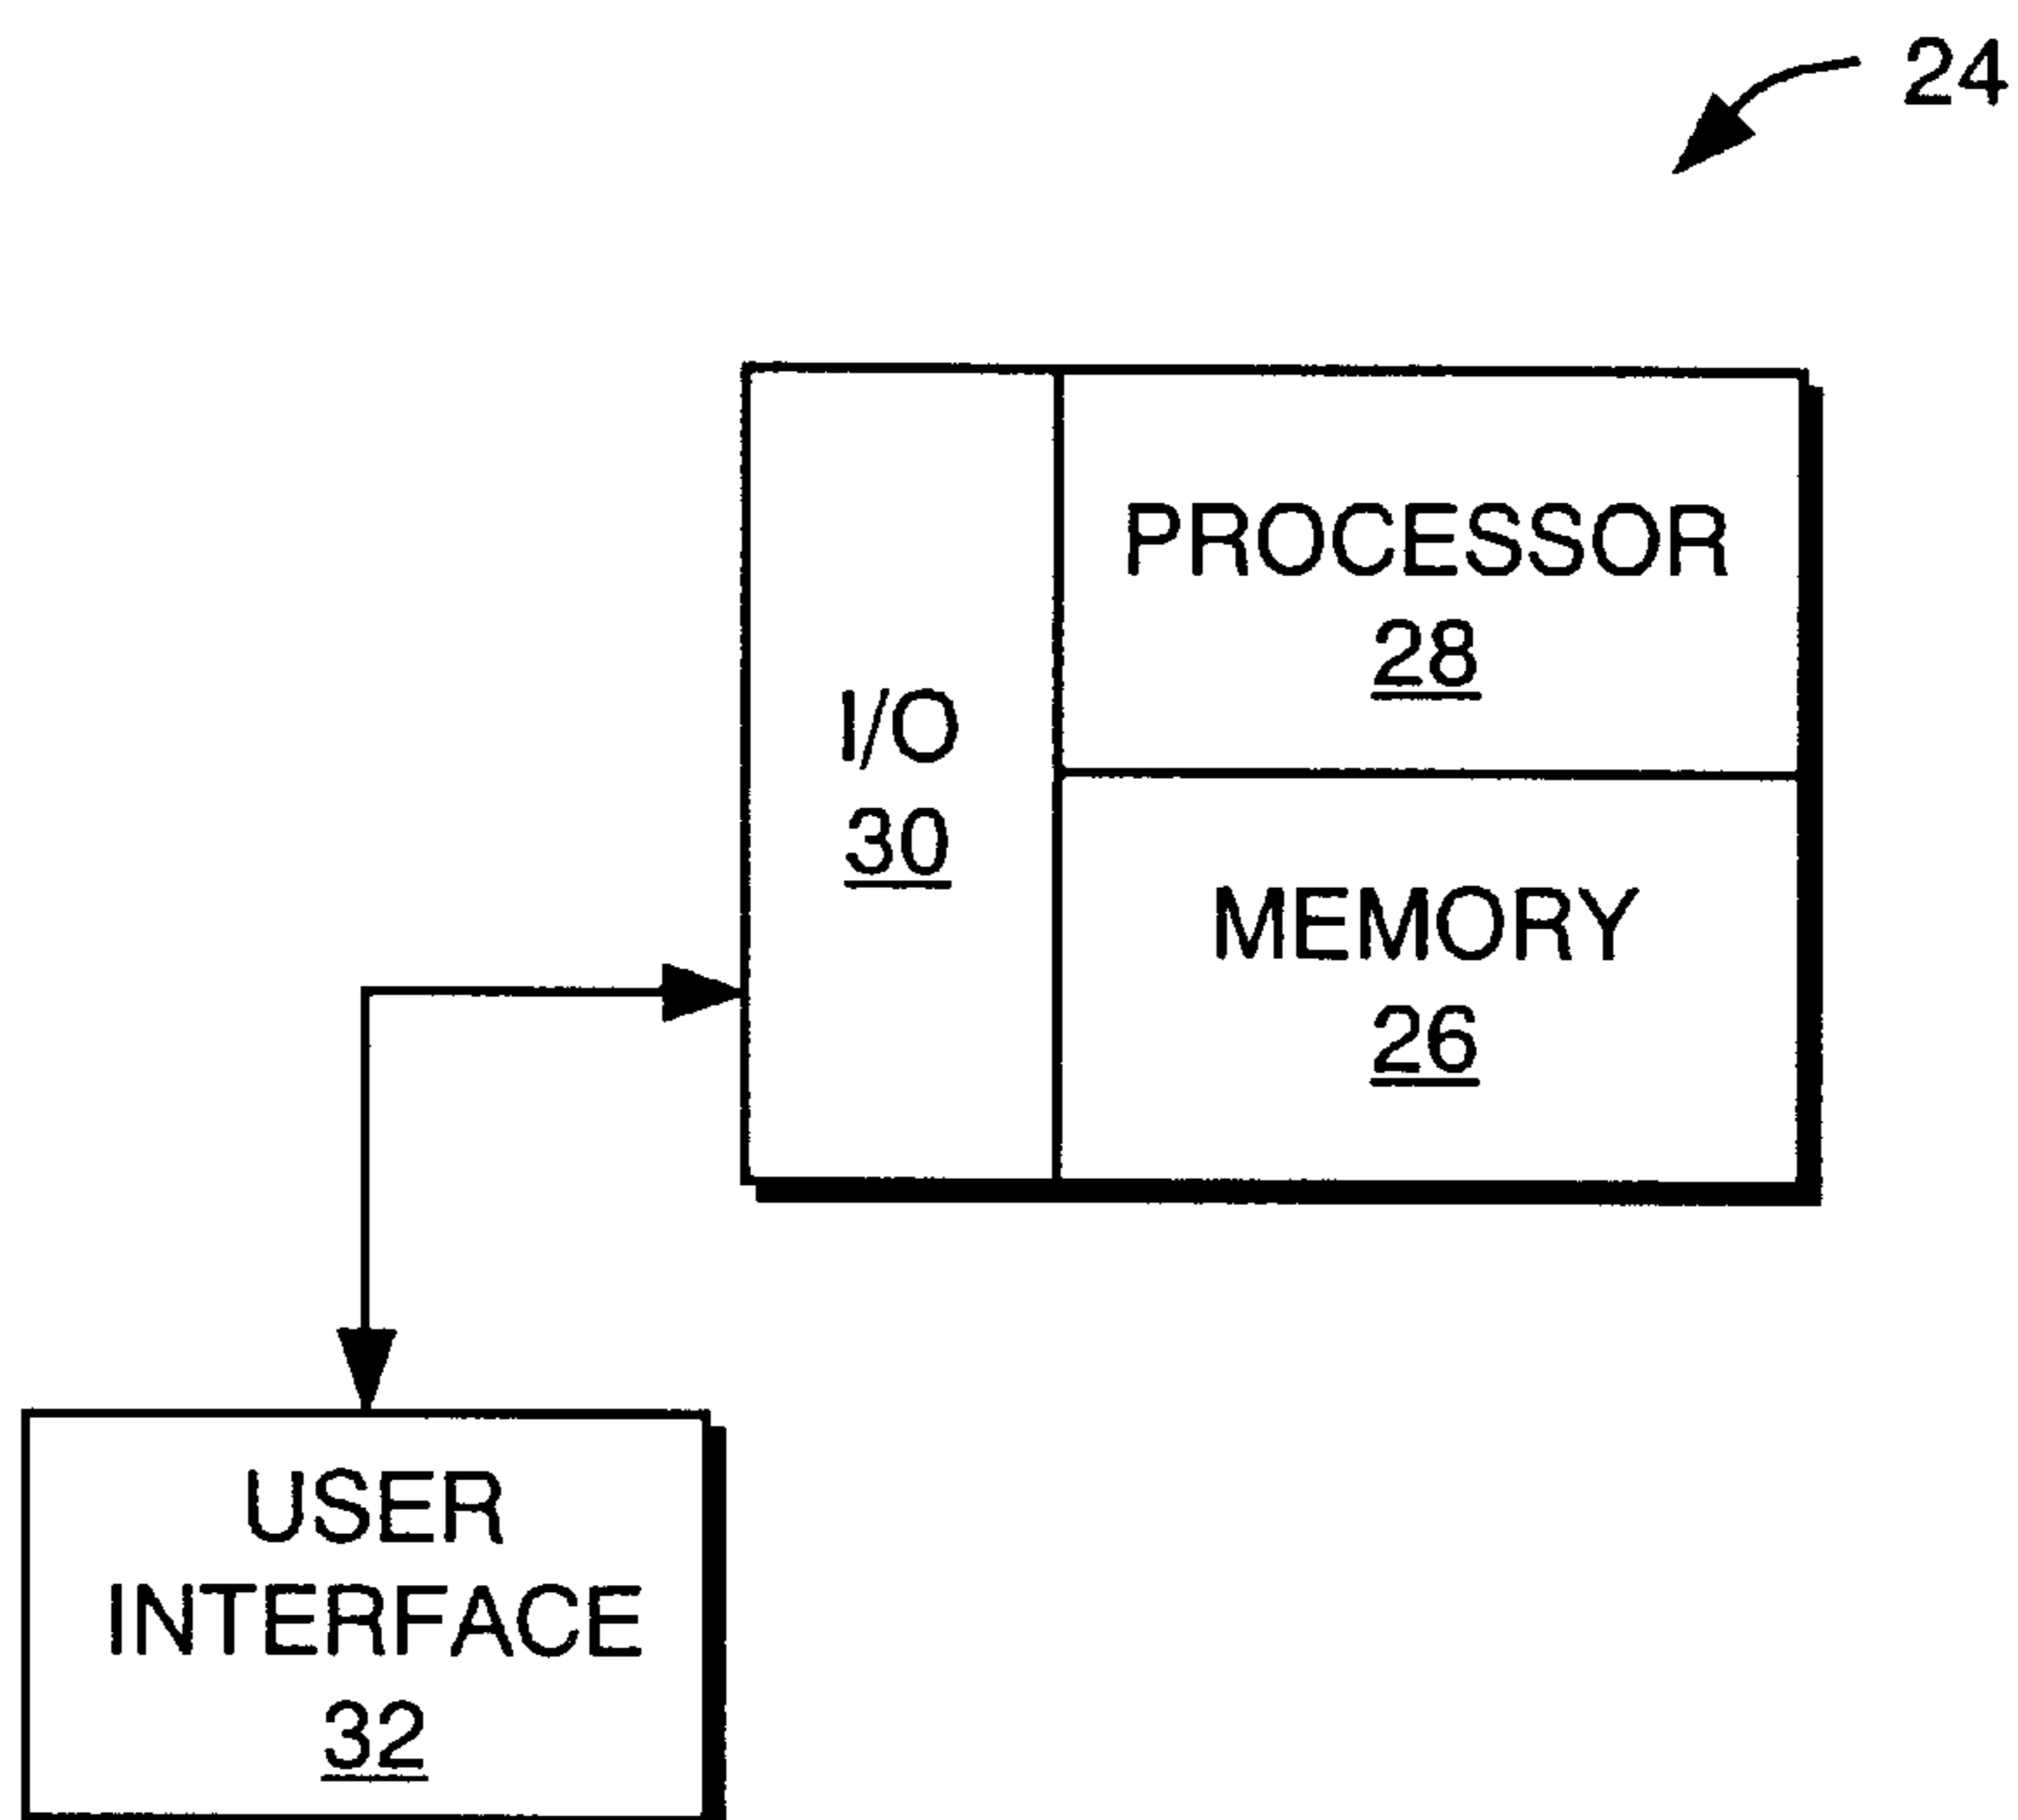 24
PROCESSOR
28
I/O
30
MEMORY
26
USER
INTERFACE
32